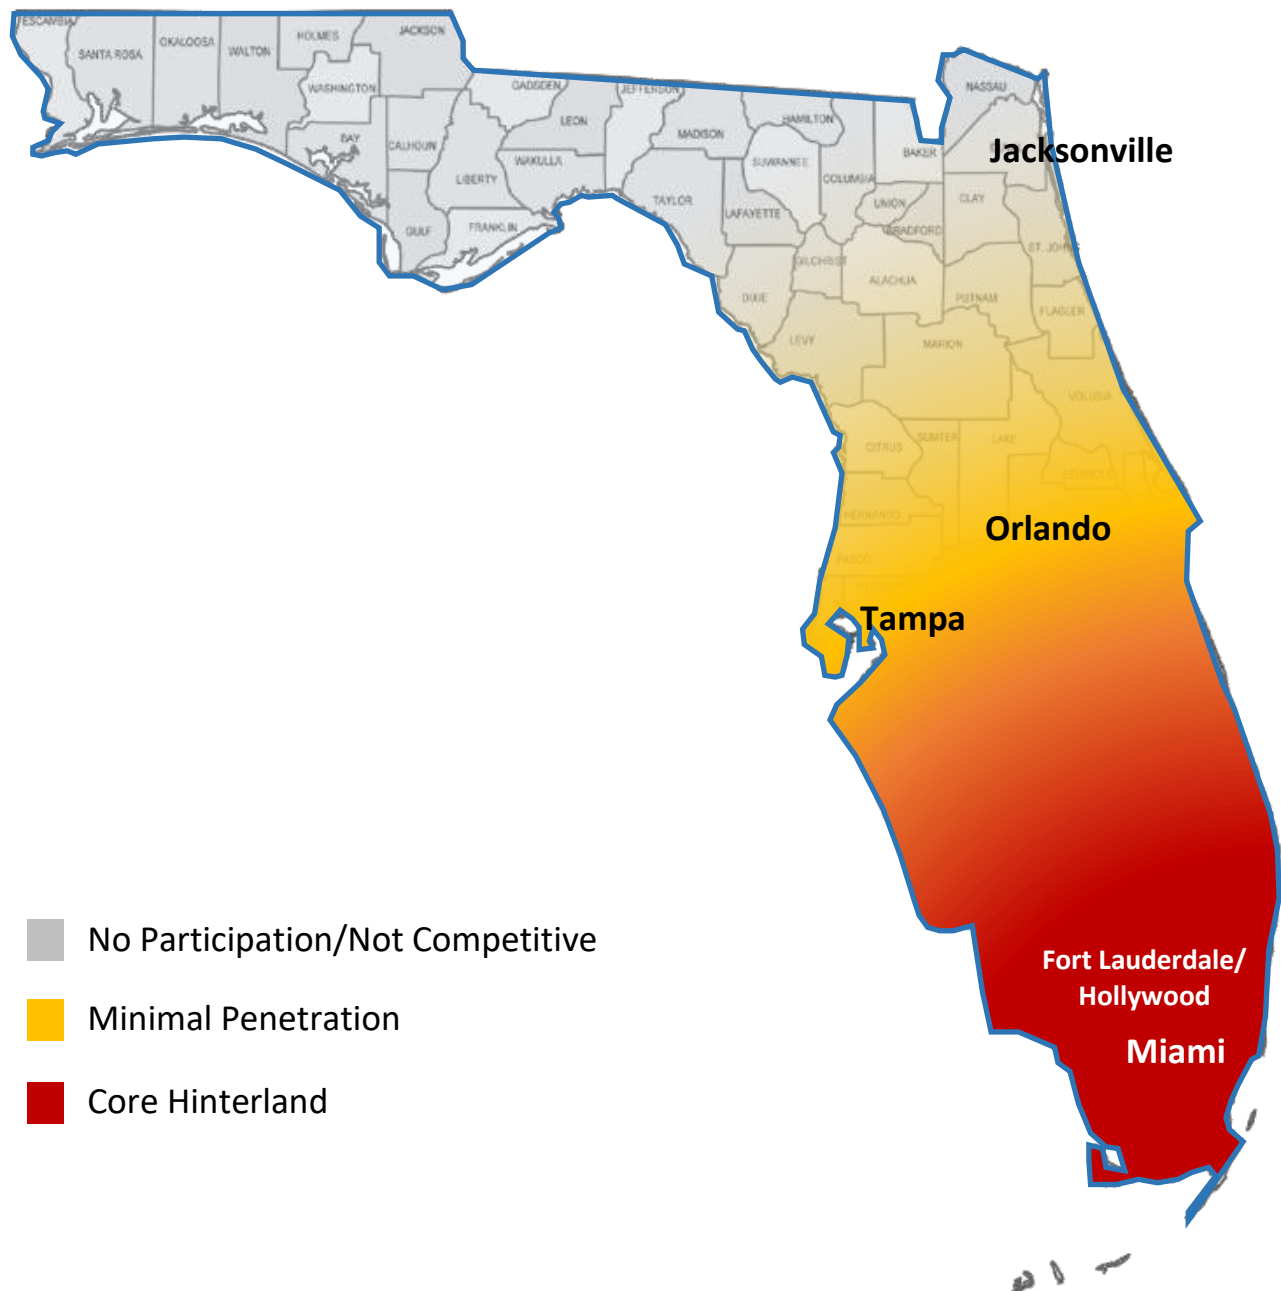 ESCAMBIA
SANTA ROSA
OKALOOSA
WALTON
HOLMES
JACKSON
WASHINGTON
BAY
CALHOUN
GULF
LIBERTY
GADSDEN
LEON
WAKULLA
FRANKLIN
JEFFERSON
MADISON
TAYLOR
HAMILTON
SUWANNEE
LAFAYETTE
COLUMBIA
BAKER
NASSAU
Jacksonville
UNION
BRADFORD
CLAY
ST. JOHNS
DIXIE
GILCHRIST
ALACHUA
PUTNAM
FLAGLER
LEVY
MARION
VOLUSIA
CITRUS
SUMTER
LAKE
SEMINOLE
HERNANDO
Orlando
PASCO
Tampa
No Participation/Not Competitive
Minimal Penetration
Core Hinterland
Fort Lauderdale/
Hollywood
Miami